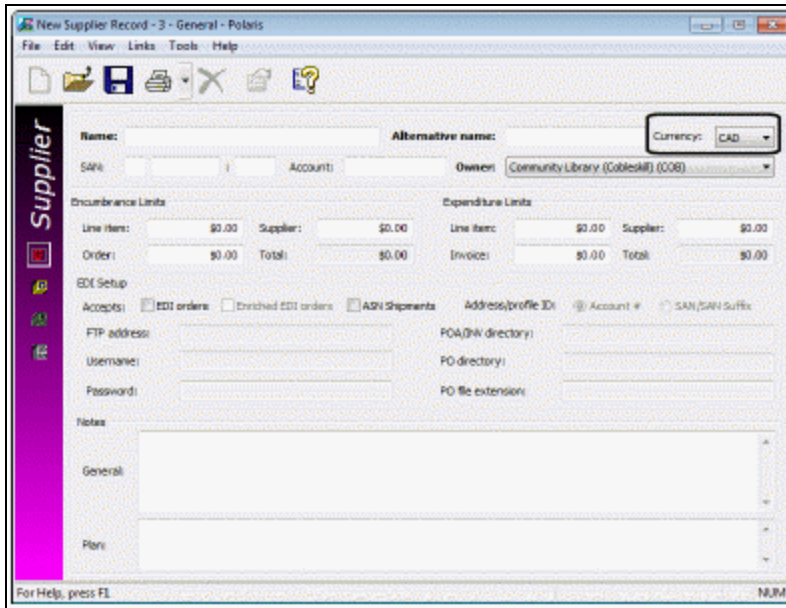 New Supplier Record - 3 - General - Polaris
File Edit View Links Tools Help
Supplier
Name: Alternative name: Currency: CAD
SAN: : Account: Owner: Community Library (Cobleskill) (COB)
Encumbrance Limits Expenditure Limits
Line item: $0.00 Supplier: $0.00 Line item: $0.00 Supplier: $0.00
Order: $0.00 Total: $0.00 Invoice: $0.00 Total: $0.00
EDI Setup
Accepts: EDI orders Enriched EDI orders ASN Shipments Address/profile ID: Account # SAN/SAN Suffix
FTP address: POA/INV directory:
Username: PO directory:
Password: PO file extension:
Notes
General:
Plan:
For Help, press F1 NUM